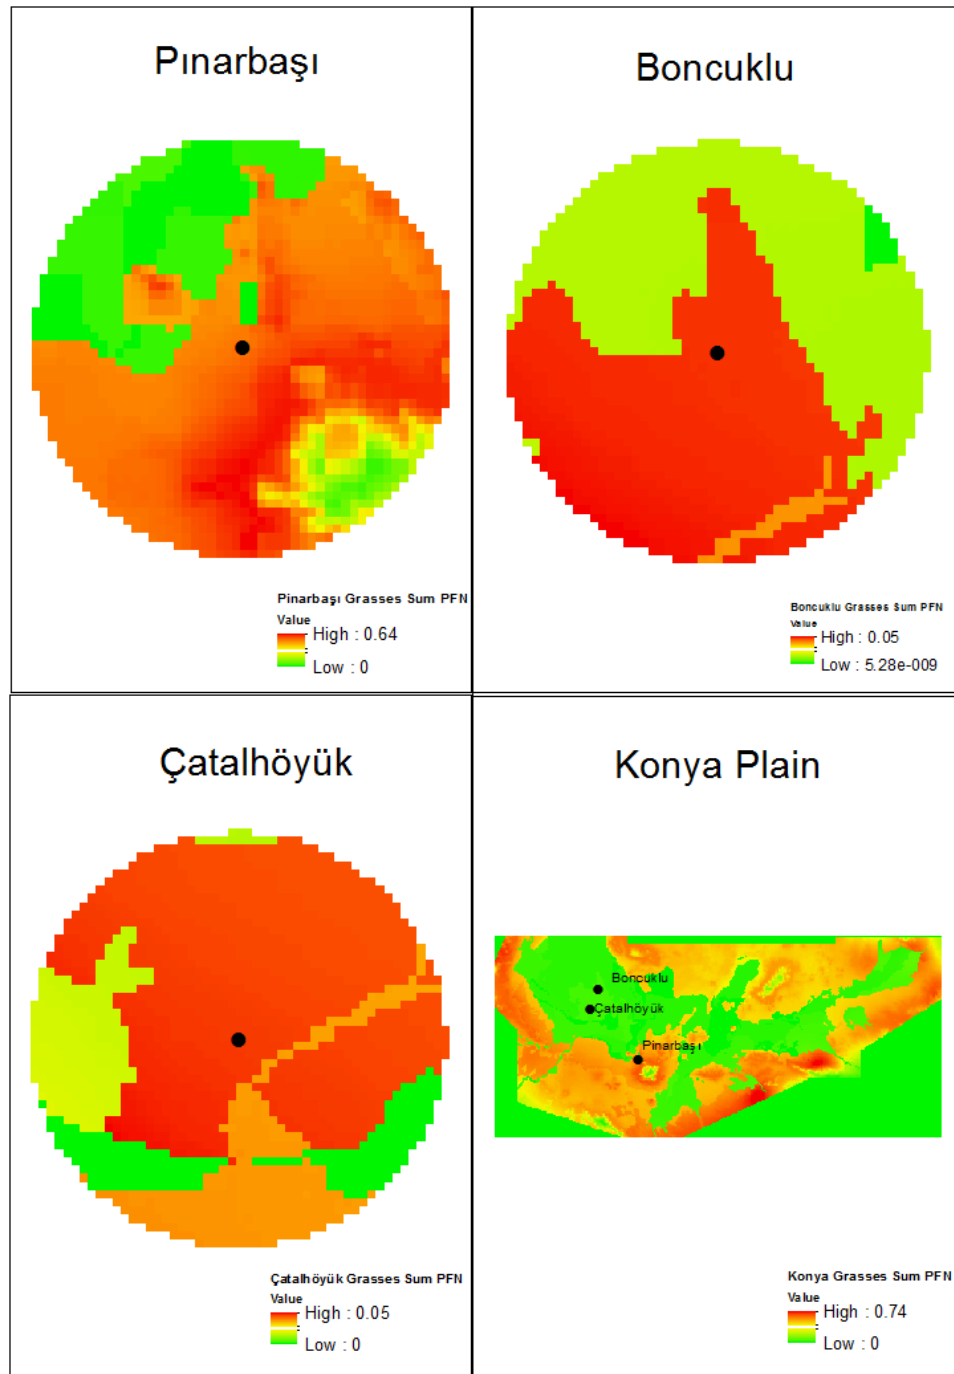 Pınarbaşı
Pinarbaşı Grasses Sum PFN
Value
High : 0.64
Low : 0
Boncuklu
Boncuklu Grasses Sum PFN
Value
High : 0.05
Low : 5.28e-009
Çatalhöyük
Çatalhöyük Grasses Sum PFN
Value
High : 0.05
Low : 0
Konya Plain
Boncuklu
Çatalhöyük
Pinarbaşı
Konya Grasses Sum PFN
Value
High : 0.74
Low : 0